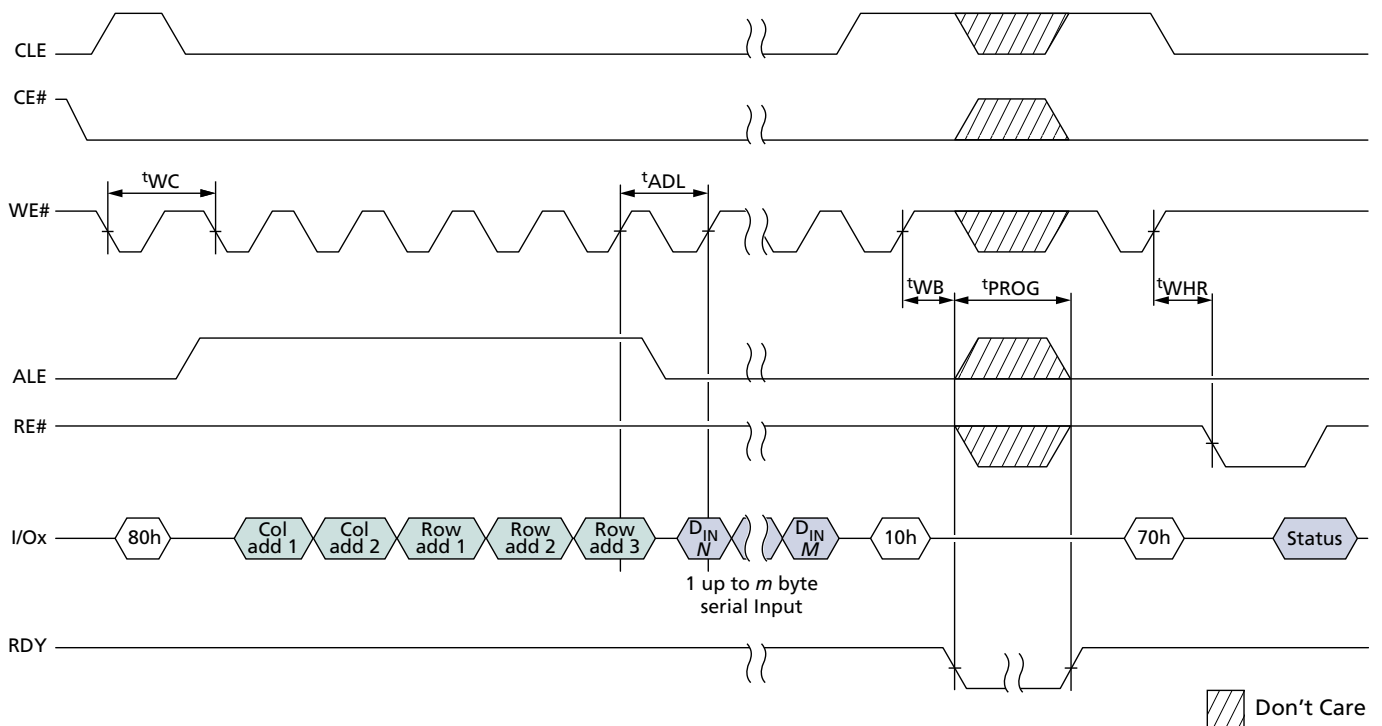 CLE
CE#
tWC
tADL
WE#
tWB
tPROG
tWHR
ALE
RE#
I/Ox
80h
Col
add 1
Col
add 2
Row
add 1
Row
add 2
Row
add 3
DIN
N
DIN
M
10h
70h
Status
1 up to m byte
serial Input
RDY
Don't Care